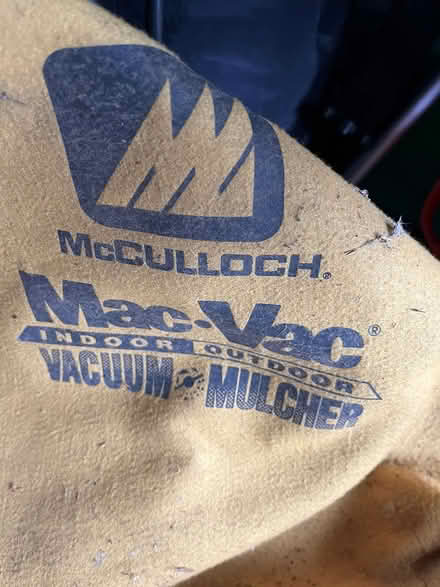 McCULLOCH®
Mac·Vac®
INDOOR OUTDOOR
VACUUM MULCHER